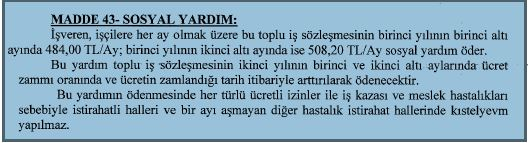 MADDE 43- SOSYAL YARDIM:
İşveren, işçilere her ay olmak üzere bu toplu iş sözleşmesinin birinci yılının birinci altı
ayında 484,00 TL/Ay; birinci yılının ikinci altı ayında ise 508,20 TL/Ay sosyal yardım öder.
Bu yardım toplu iş sözleşmesinin ikinci yılının birinci ve ikinci altı aylarında ücret
zammı oranında ve ücretin zamlandığı tarih itibariyle arttırılarak ödenecektir.
Bu yardımın ödenmesinde her türlü ücretli izinler ile iş kazası ve meslek hastalıkları
sebebiyle istirahatli halleri ve bir ayı aşmayan diğer hastalık istirahat hallerinde kıstelyevm
yapılmaz.